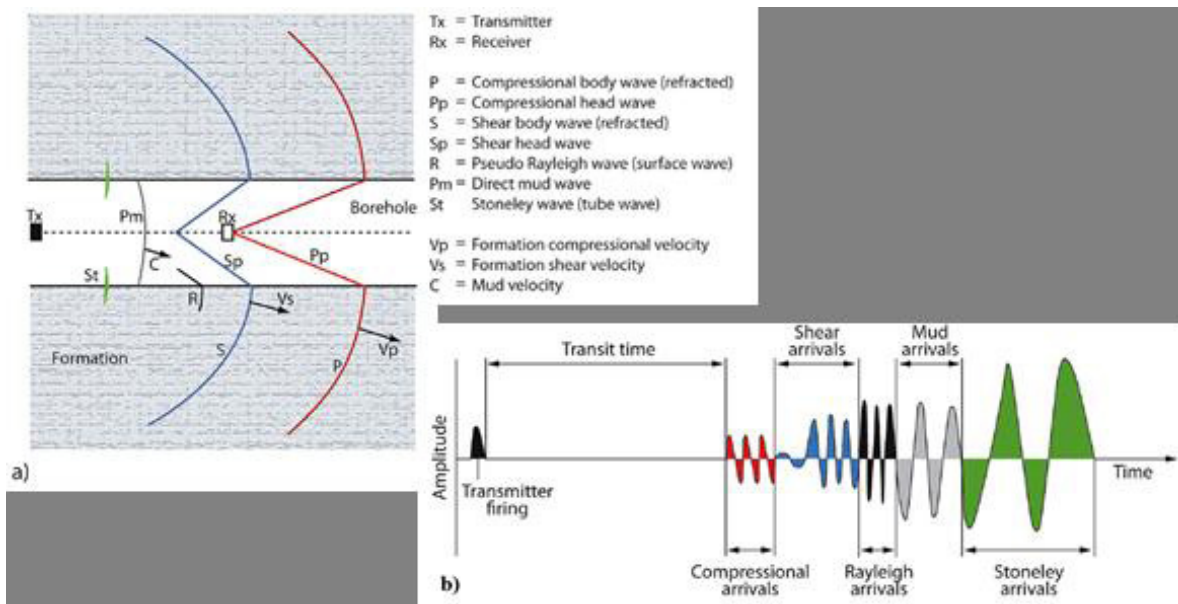 Tx = Transmitter
Rx = Receiver
P = Compressional body wave (refracted)
Pp = Compressional head wave
S = Shear body wave (refracted)
Sp = Shear head wave
R = Pseudo Rayleigh wave (surface wave)
Pm = Direct mud wave
St Stoneley wave (tube wave)
Vp = Formation compressional velocity
Vs = Formation shear velocity
C = Mud velocity
Tx
Pm
Rx
Borehole
C
Sp
Pp
St
R
Vs
Vp
S
P
Formation
a)
Transit time
Shear
arrivals
Mud
arrivals
Amplitude
Time
Transmitter
firing
Compressional
arrivals
Rayleigh
arrivals
Stoneley
arrivals
b)